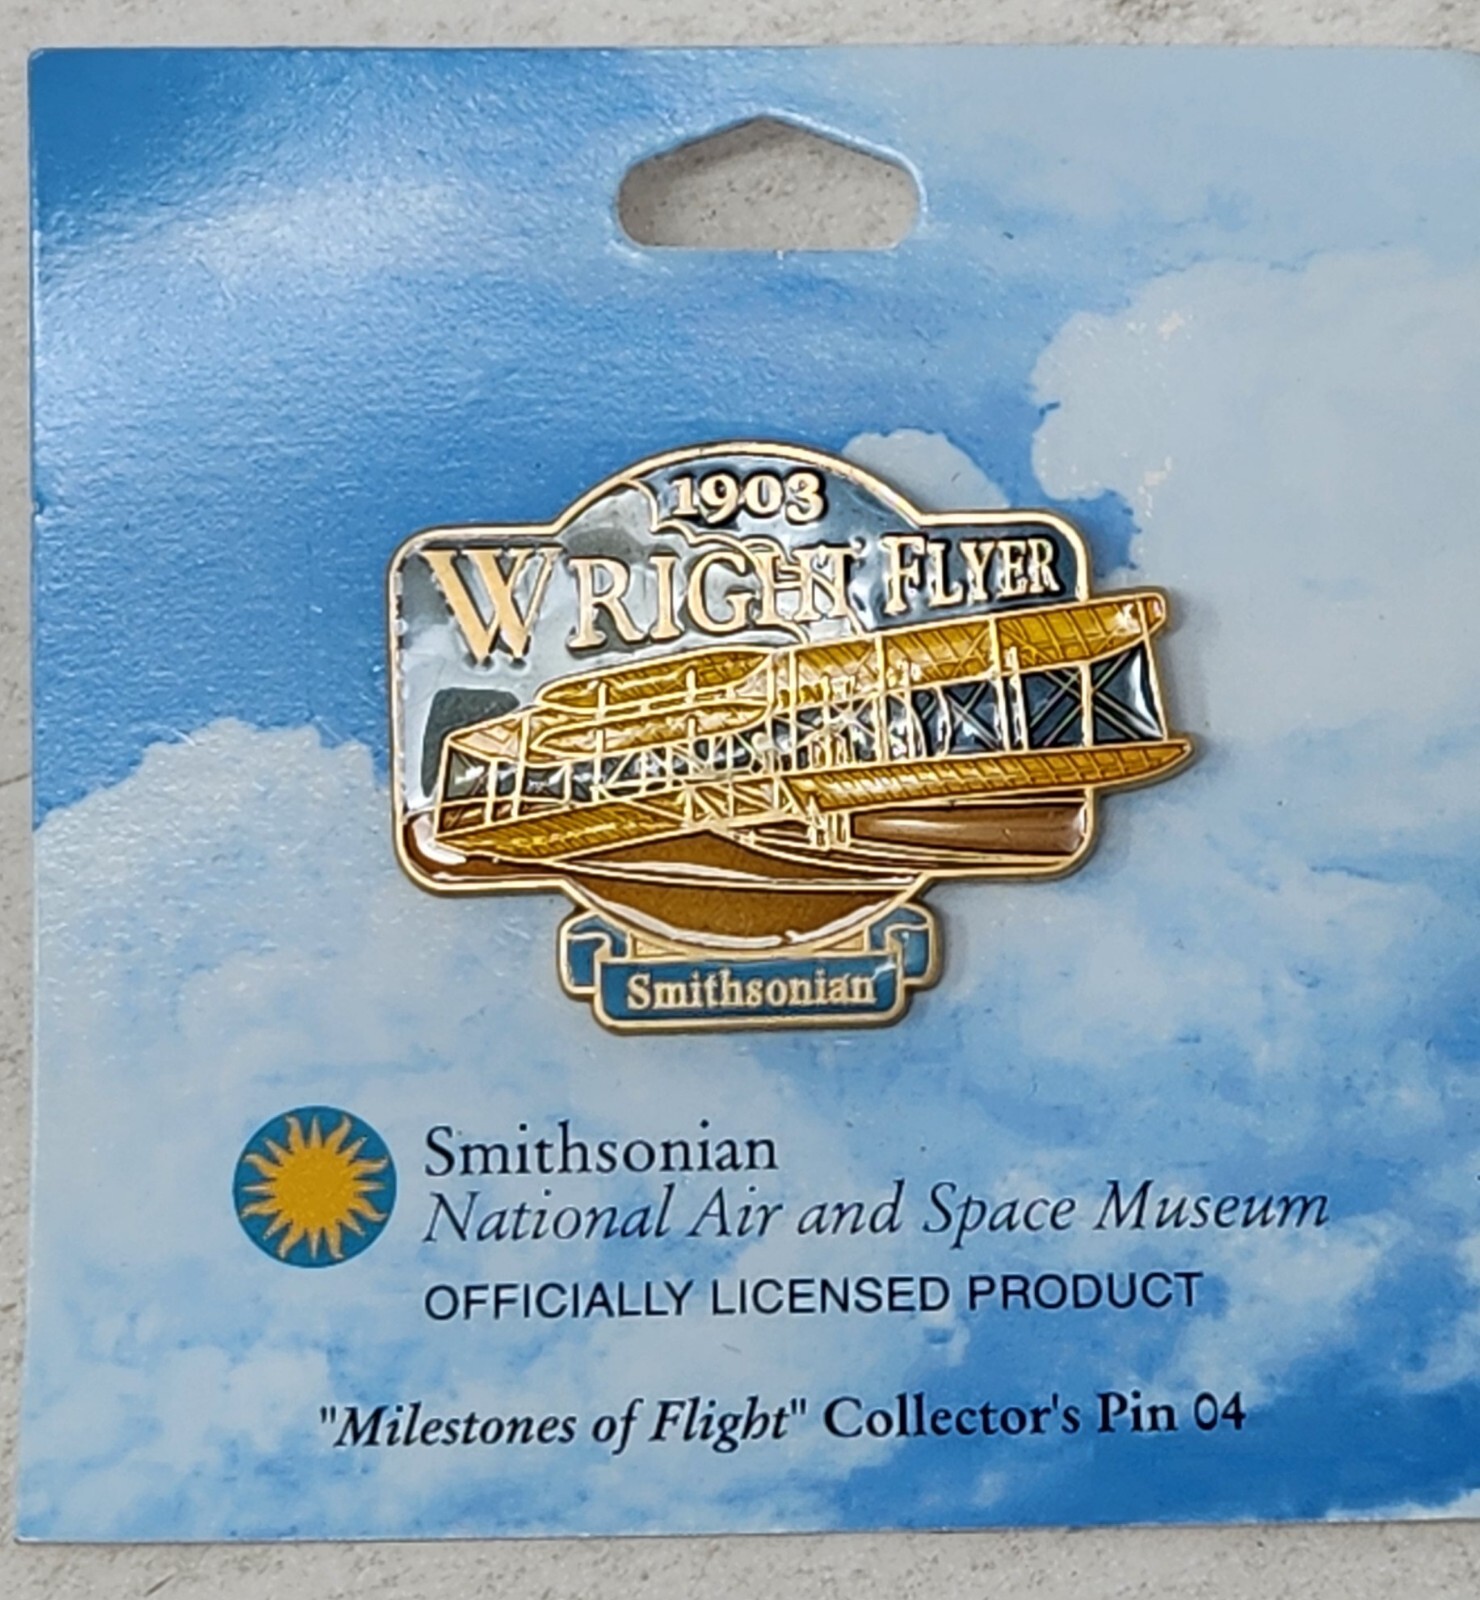 1903
WRIGHT FLYER
Smithsonian
Smithsonian
National Air and Space Museum
OFFICIALLY LICENSED PRODUCT
"Milestones of Flight" Collector's Pin 04